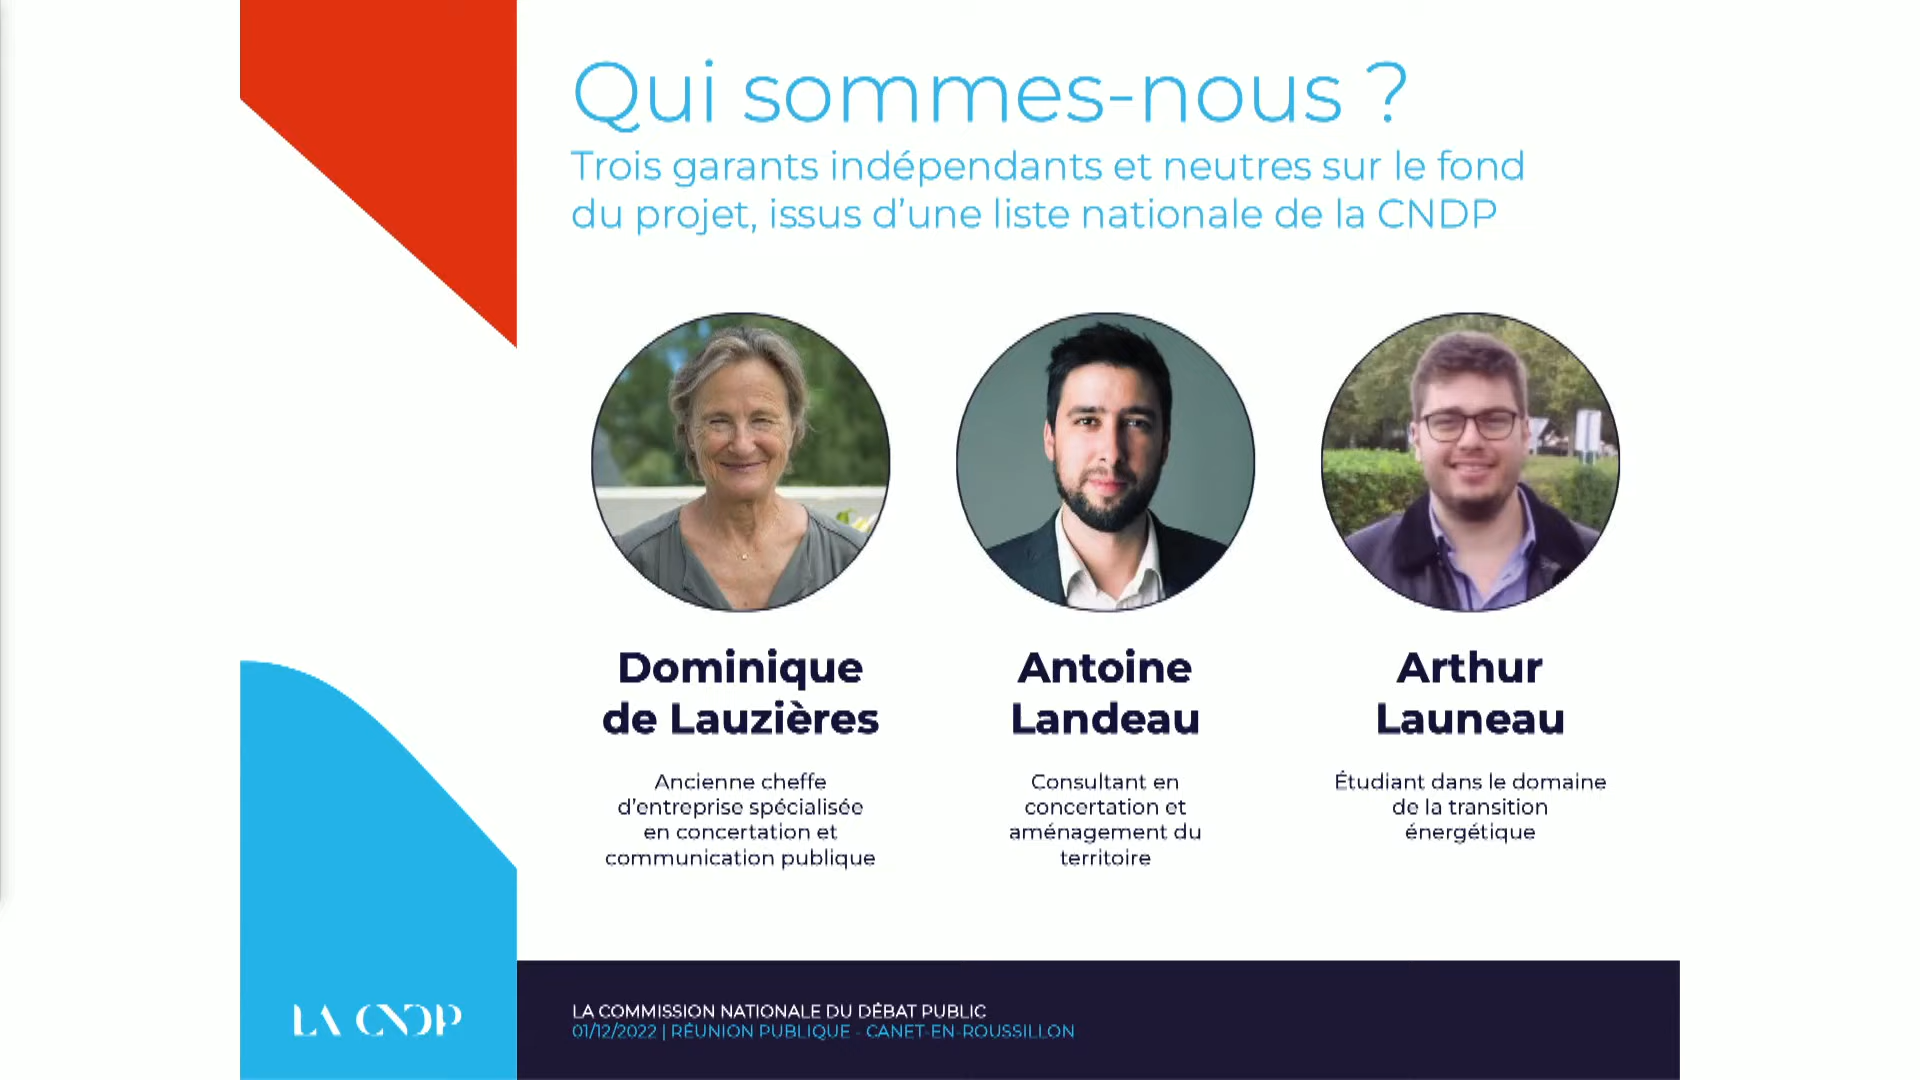 Qui sommes-nous ?
Trois garants indépendants et neutres sur le fond
du projet, issus d’une liste nationale de la CNDP
Dominique
de Lauzières
Ancienne cheffe
d’entreprise spécialisée
en concertation et
communication publique
Antoine
Landeau
Consultant en
concertation et
aménagement du
territoire
Arthur
Launeau
Étudiant dans le domaine
de la transition
énergétique
LA CNDP
LA COMMISSION NATIONALE DU DÉBAT PUBLIC
01/12/2022 | RÉUNION PUBLIQUE - CANET-EN-ROUSSILLON